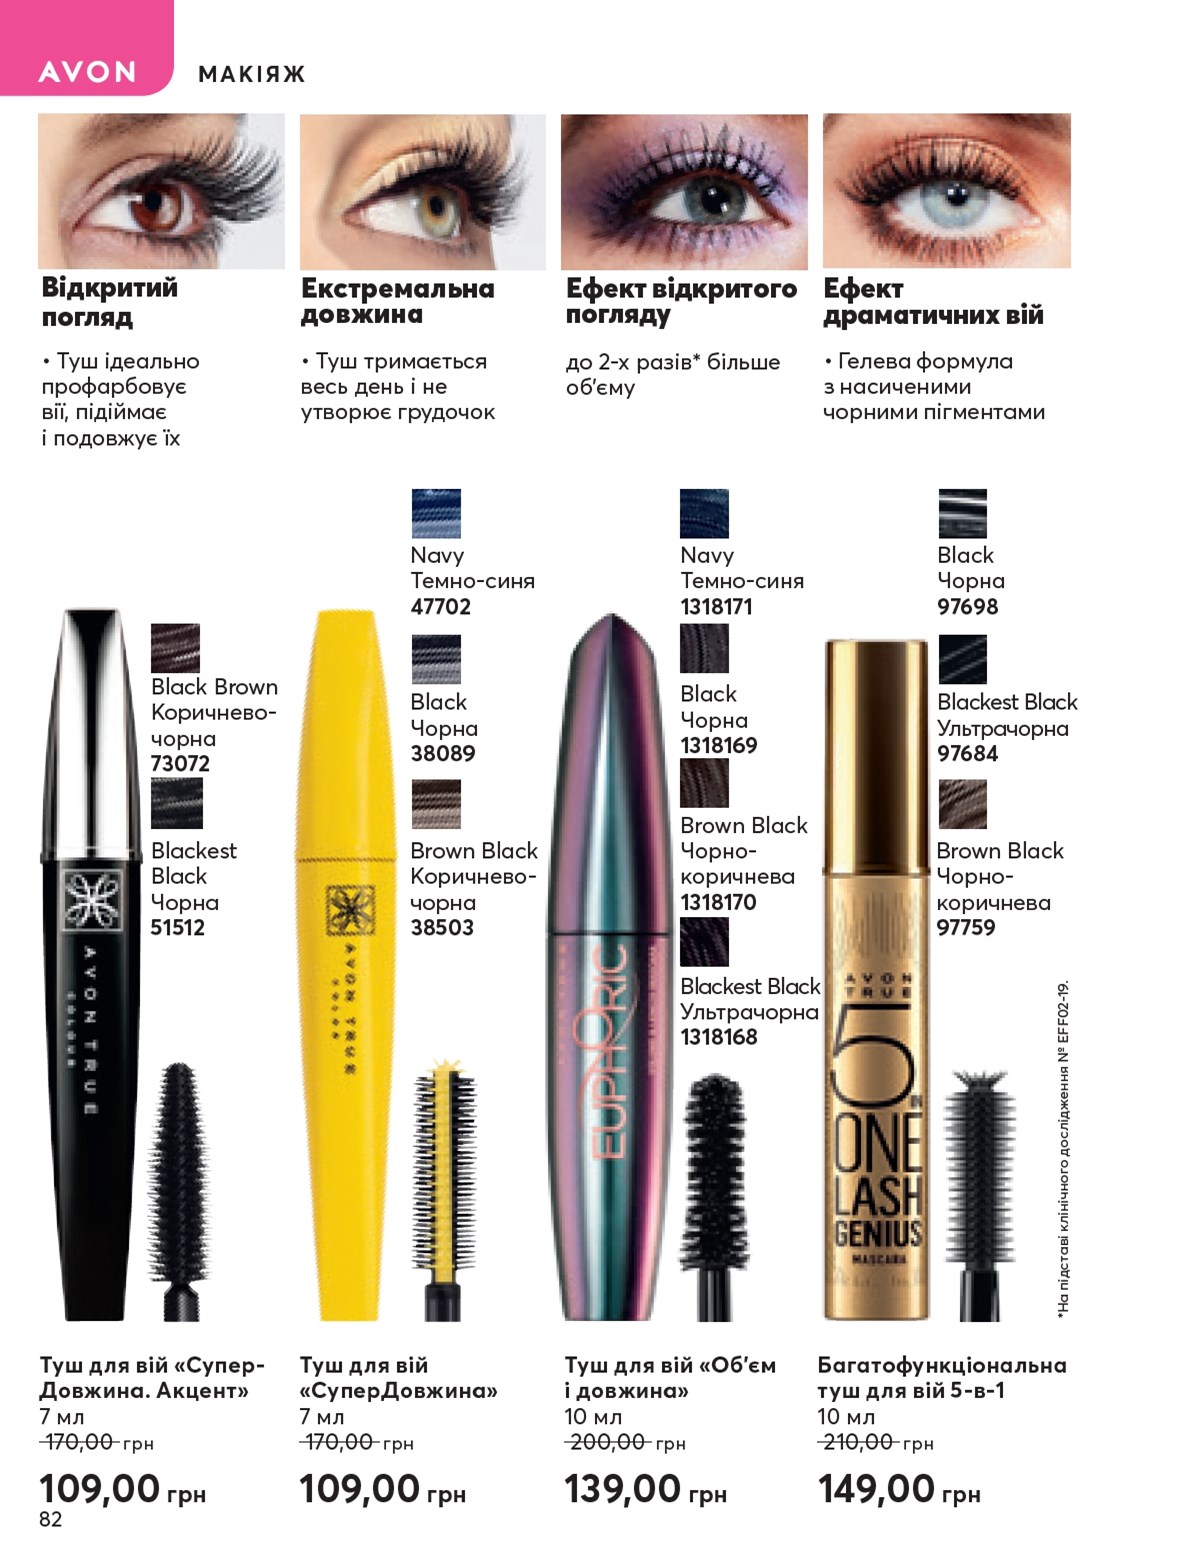 AVON
МАКІЯЖ
Відкритий
погляд
• Туш ідеально
профарбовує
вії, підіймає
і подовжує їх
Екстремальна
довжина
• Туш тримається
весь день і не
утворює грудочок
Ефект відкритого
погляду
до 2-х разів* більше
об’єму
Ефект
драматичних вій
• Гелева формула
з насиченими
чорними пігментами
Black Brown
Коричнево-
чорна
73072
Blackest
Black
Чорна
51512
AVON TRUE
COLOUR
Navy
Темно-синя
47702
Black
Чорна
38089
Brown Black
Коричнево-
чорна
38503
AVON TRUE
COLOR
Navy
Темно-синя
1318171
Black
Чорна
1318169
Brown Black
Чорно-
коричнева
1318170
Blackest Black
Ультрачорна
1318168
EUPHORIC
Black
Чорна
97698
Blackest Black
Ультрачорна
97684
Brown Black
Чорно-
коричнева
97759
AVON
TRUE
5 IN
ONE
LASH
GENIUS
MASCARA
*На підставі клінічного дослідження № EFF02-19.
Туш для вій «Супер-
Довжина. Акцент»
7 мл
170,00 грн
109,00 грн
Туш для вій
«СуперДовжина»
7 мл
170,00 грн
109,00 грн
Туш для вій «Об’єм
і довжина»
10 мл
200,00 грн
139,00 грн
Багатофункціональна
туш для вій 5-в-1
10 мл
210,00 грн
149,00 грн
82